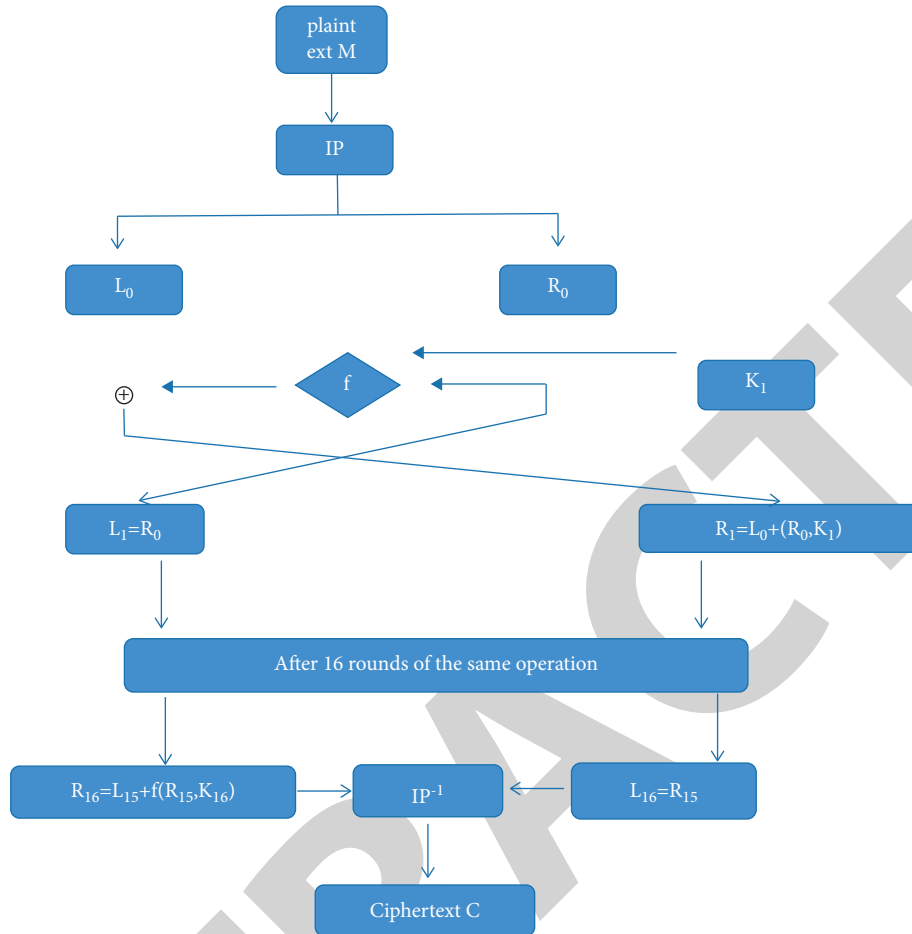 plaint
ext M
IP
L₀
R₀
f
K₁
⊕
L₁=R₀
R₁=L₀+(R₀,K₁)
After 16 rounds of the same operation
R₁₆=L₁₅+f(R₁₅,K₁₆)
IP⁻¹
L₁₆=R₁₅
Ciphertext C